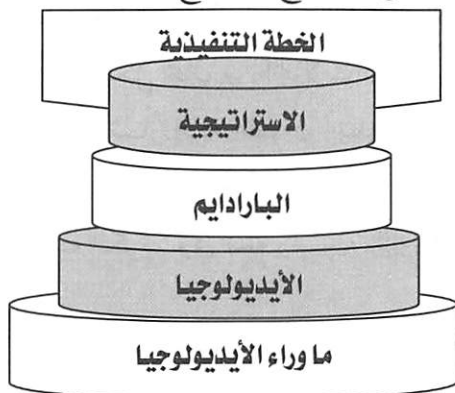 الخطة التنفيذية
الاستراتيجية
البارادايم
الأيديولوجيا
ما وراء الأيديولوجيا